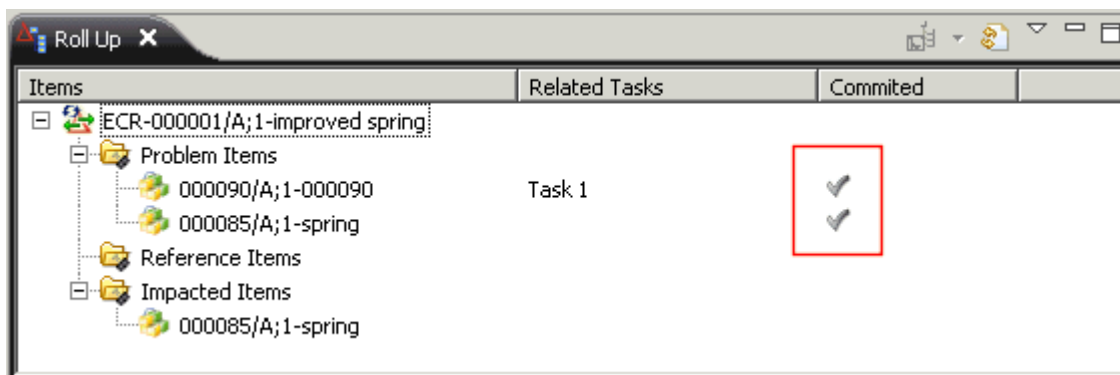 Roll Up
Items Related Tasks Commited
ECR-000001/A;1-improved spring
Problem Items
000090/A;1-000090 Task 1
000085/A;1-spring
Reference Items
Impacted Items
000085/A;1-spring